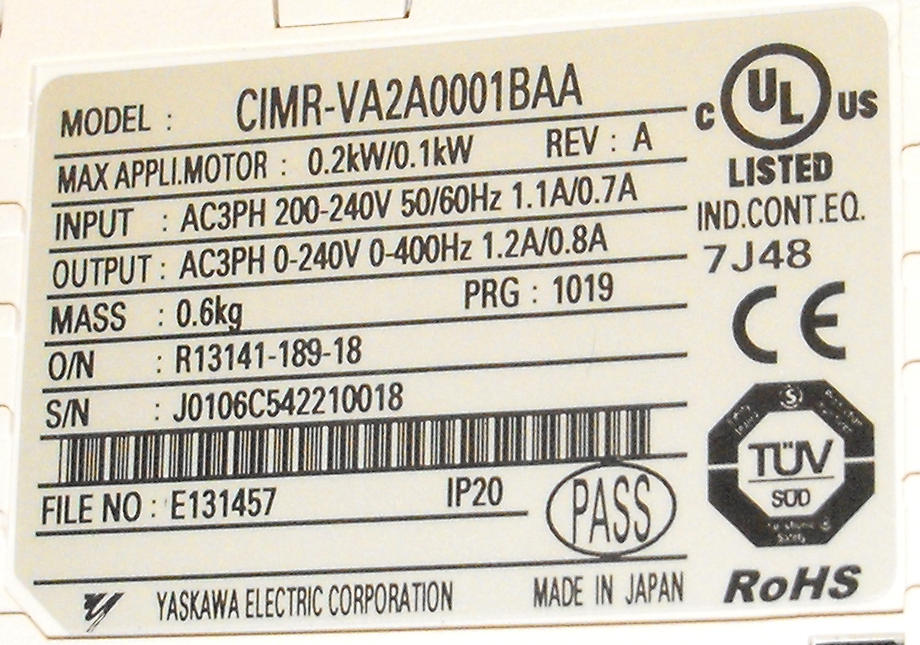 MODEL : CIMR-VA2A0001BAA
MAX APPLI.MOTOR : 0.2kW/0.1kW REV : A
INPUT : AC3PH 200-240V 50/60Hz 1.1A/0.7A
OUTPUT : AC3PH 0-240V 0-400Hz 1.2A/0.8A
MASS : 0.6kg PRG : 1019
O/N : R13141-189-18
S/N : J0106C542210018
FILE NO : E131457 IP20
PASS
YASKAWA ELECTRIC CORPORATION MADE IN JAPAN
C UL US
LISTED
IND.CONT.EQ.
7J48
CE
TÜV
SÜD
RoHS